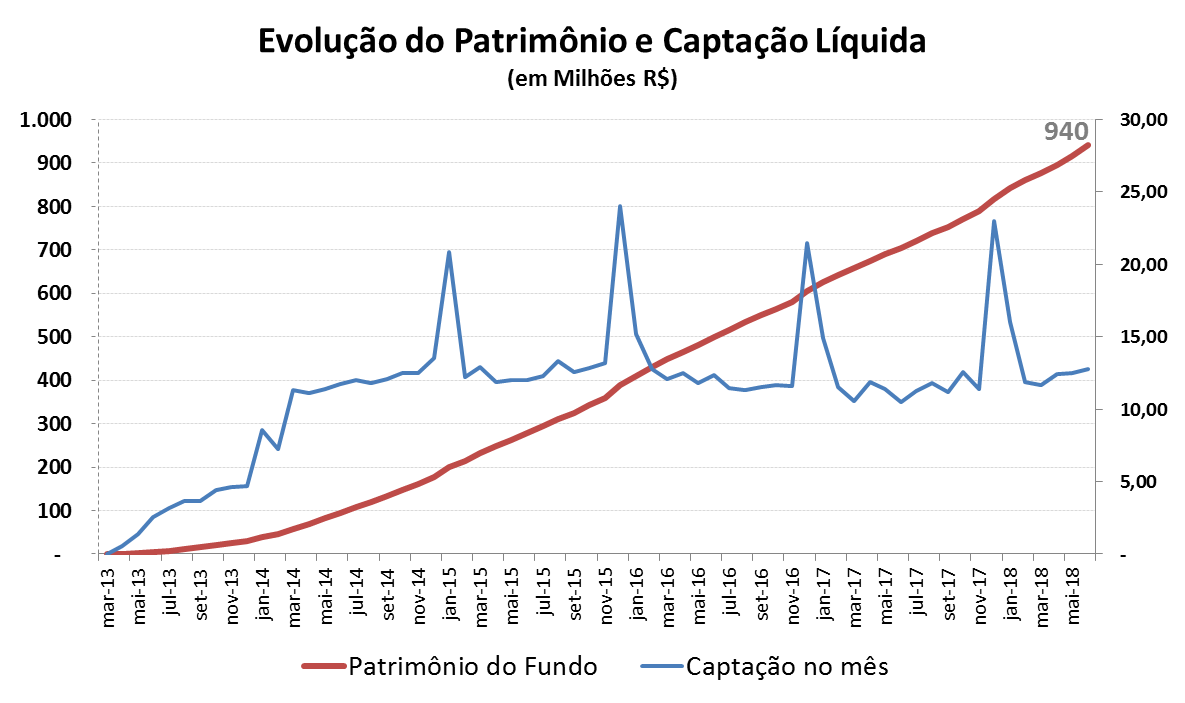 Evolução do Patrimônio e Captação Líquida
(em Milhões R$)
1.000
900
800
700
600
500
400
300
200
100
-
940
30,00
25,00
20,00
15,00
10,00
5,00
-
mar-13
mai-13
jul-13
set-13
nov-13
jan-14
mar-14
mai-14
jul-14
set-14
nov-14
jan-15
mar-15
mai-15
jul-15
set-15
nov-15
jan-16
mar-16
mai-16
jul-16
set-16
nov-16
jan-17
mar-17
mai-17
jul-17
set-17
nov-17
jan-18
mar-18
mai-18
Patrimônio do Fundo
Captação no mês